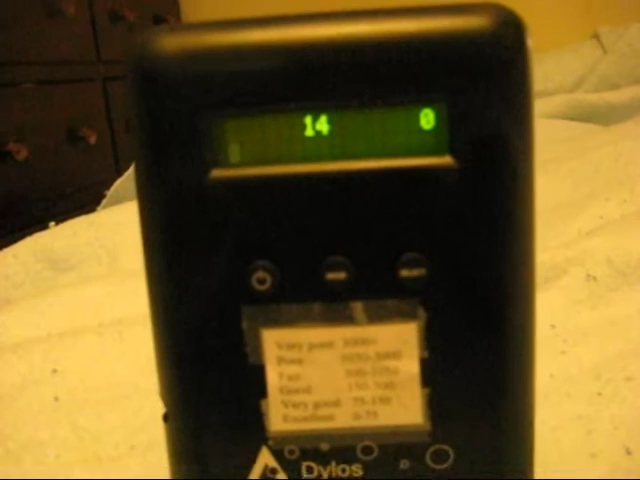 14 0
Very poor: 3000+
Poor 1050-3000
Fair 300-1050
Good 150-300
Very good: 75-150
Excellent 0-75
Dylos